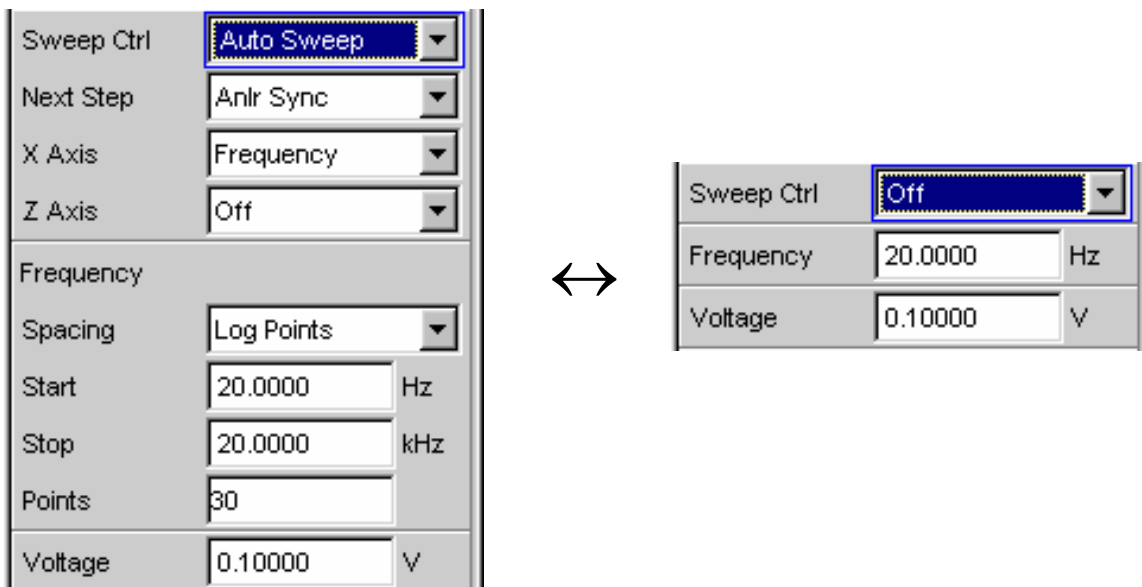 Sweep Ctrl Auto Sweep
Next Step Anlr Sync
X Axis Frequency
Z Axis Off
Frequency
Spacing Log Points
Start 20.0000 Hz
Stop 20.0000 kHz
Points 30
Voltage 0.10000 V
↔
Sweep Ctrl Off
Frequency 20.0000 Hz
Voltage 0.10000 V